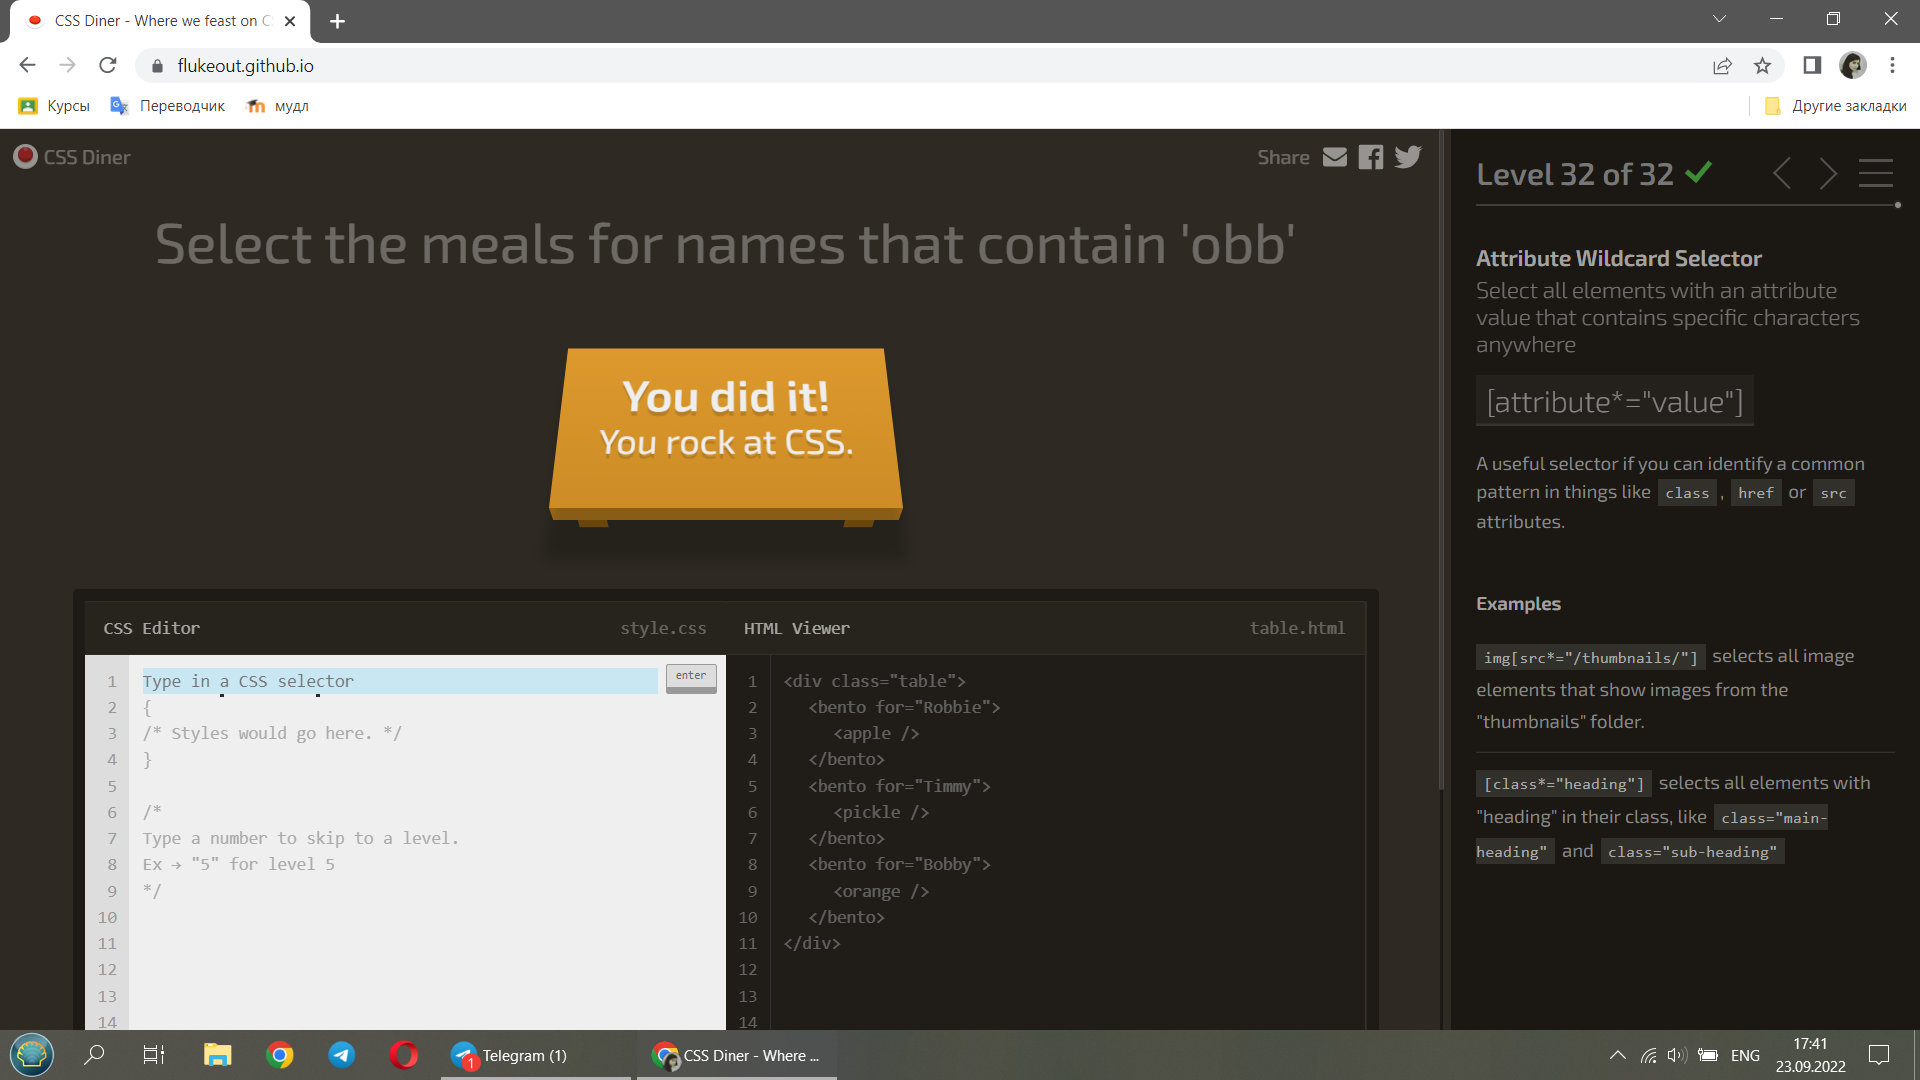 CSS Diner - Where we feast on C
flukeout.github.io
Курсы
Переводчик
мудл
Другие закладки
CSS Diner
Share
Select the meals for names that contain 'obb'
You did it!
You rock at CSS.
CSS Editor
style.css
1 Type in a CSS selector
enter
2 {
3 /* Styles would go here. */
4 }
5
6 /*
7 Type a number to skip to a level.
8 Ex → "5" for level 5
9 */
10
11
12
13
14
HTML Viewer
table.html
1 <div class="table">
2 <bento for="Robbie">
3 <apple />
4 </bento>
5 <bento for="Timmy">
6 <pickle />
7 </bento>
8 <bento for="Bobby">
9 <orange />
10 </bento>
11 </div>
12
13
14
Level 32 of 32
Attribute Wildcard Selector
Select all elements with an attribute
value that contains specific characters
anywhere
[attribute*="value"]
A useful selector if you can identify a common
pattern in things like class , href or src
attributes.
Examples
img[src*="/thumbnails/"] selects all image
elements that show images from the
"thumbnails" folder.
[class*="heading"] selects all elements with
"heading" in their class, like class="main-
heading" and class="sub-heading"
1
Telegram (1)
CSS Diner - Where ...
ENG
17:41
23.09.2022